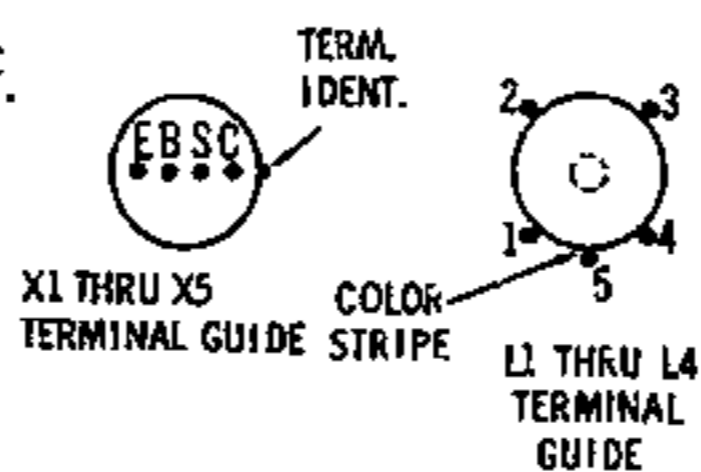 TERM.
IDENT.
E B S C
2
3
1
4
5
X1 THRU X5
TERMINAL GUIDE
COLOR
STRIPE
L1 THRU L4
TERMINAL
GUIDE